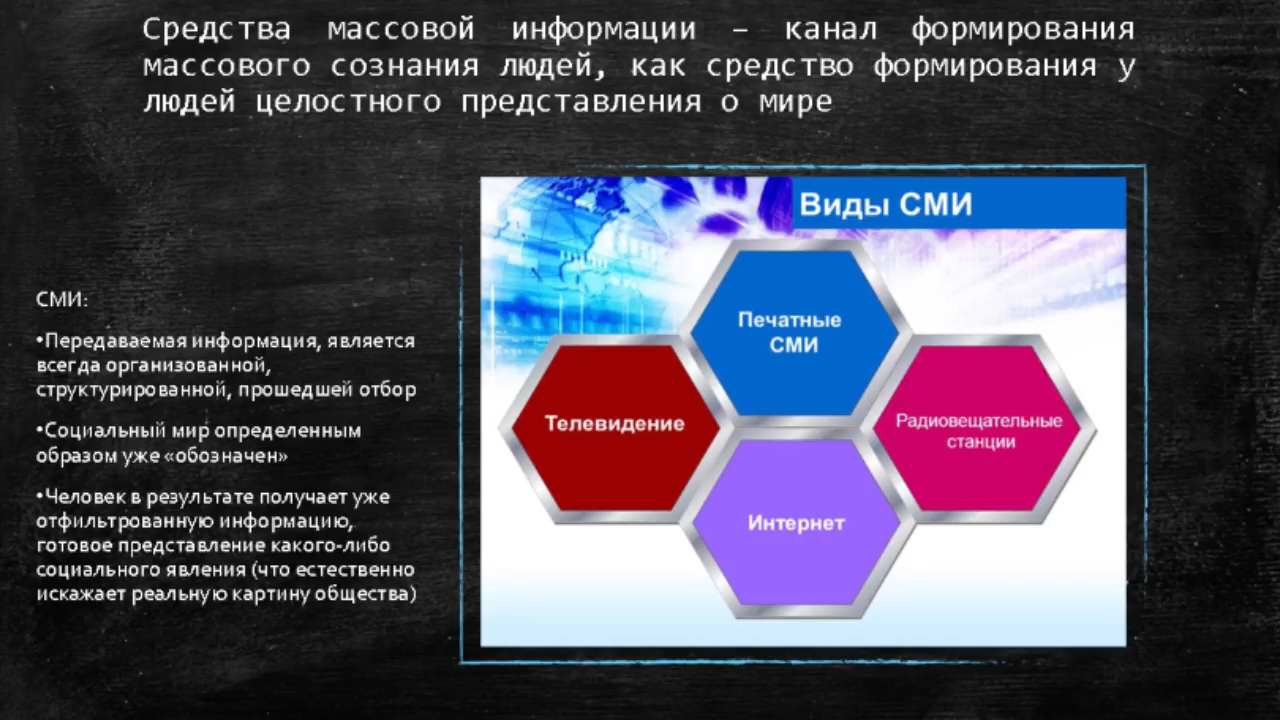 Средства массовой информации – канал формирования
массового сознания людей, как средство формирования у
людей целостного представления о мире
СМИ:
•Передаваемая информация, является
всегда организованной,
структурированной, прошедшей отбор
•Социальный мир определенным
образом уже «обозначен»
•Человек в результате получает уже
отфильтрованную информацию,
готовое представление какого-либо
социального явления (что естественно
искажает реальную картину общества)
Виды СМИ
Печатные
СМИ
Телевидение
Радиовещательные
станции
Интернет